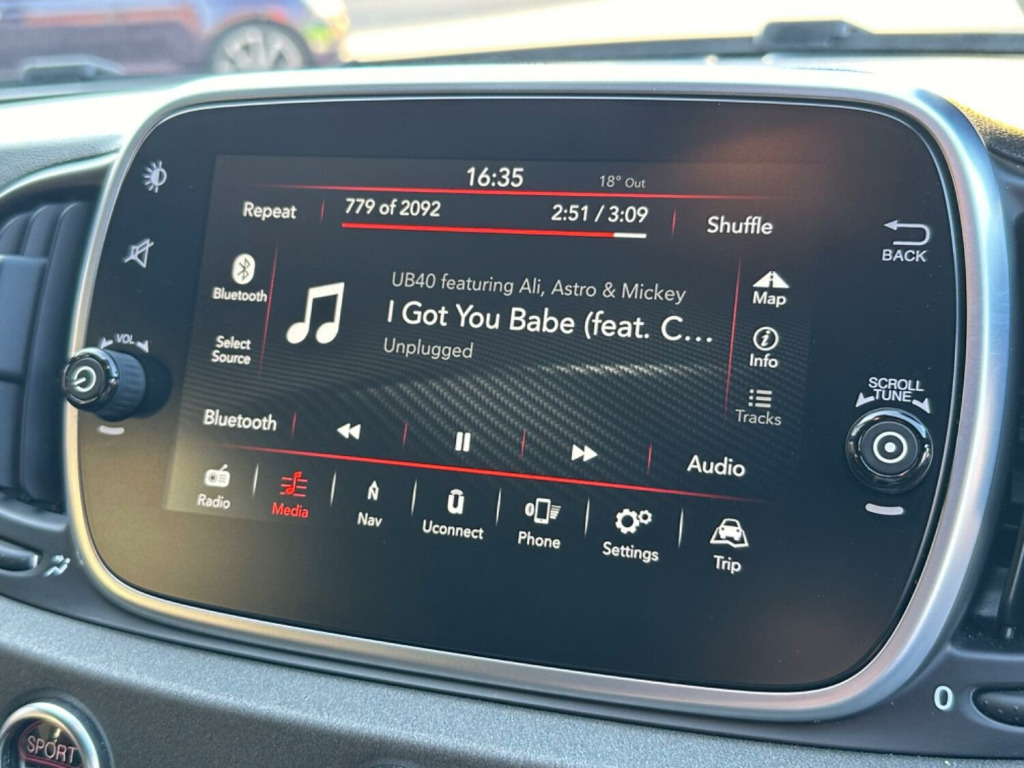 16:35
18° Out
Repeat
779 of 2092
2:51 / 3:09
Shuffle
BACK
Bluetooth
UB40 featuring Ali, Astro & Mickey
I Got You Babe (feat. C...
Unplugged
Map
Info
Select
Source
VOL
Tracks
SCROLL
TUNE
Bluetooth
Audio
Radio
Media
N
Nav
Uconnect
Phone
Settings
Trip
SPORT
0